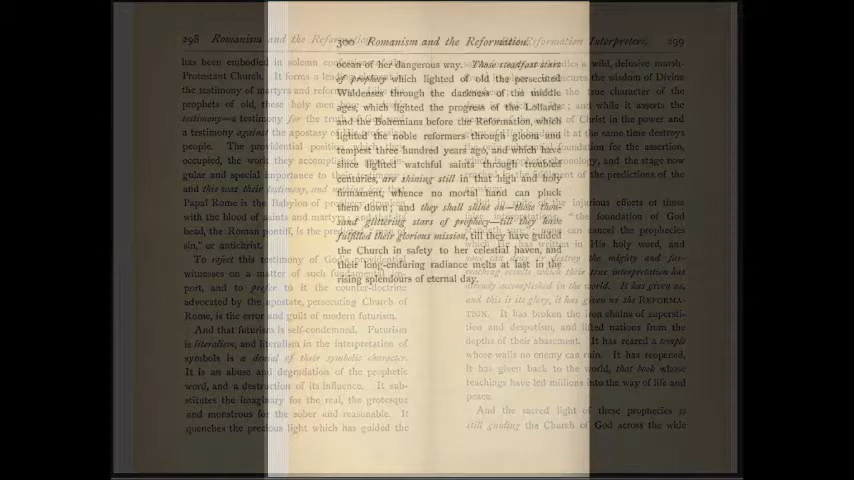 298 Romanism and the Reformation
has been embodied in solemn
Protestant Church. It forms a
the testimony of martyrs and
prophets of old, these holy men
testimony—a testimony for the
a testimony against the apostasy
people. The providential position
occupied, the work they accomplished
gular and special importance to their
and this was their testimony, and
Papal Rome is the Babylon of prophecy
with the blood of saints and martyrs
head, the Roman pontiff, is the
sin," or antichrist.
To reject this testimony of God's
witnesses on a matter of such
port, and to prefer to it the counter-doctrine
advocated by the apostate, persecuting Church of
Rome, is the error and guilt of modern futurism.
And that futurism is self-condemned. Futurism
is literalism, and literalism in the interpretation of
symbols is a denial of their symbolic character.
It is an abuse and degradation of the prophetic
word, and a destruction of its influence. It sub-
stitutes the imaginary for the real, the grotesque
and monstrous for the sober and reasonable. It
quenches the precious light which has guided the
300 Romanism and the Reformation.
ocean of her dangerous way. Those steadfast stars
of prophecy which lighted of old the persecuted
Waldenses through the darkness of the middle
ages, which lighted the progress of the Lollards
and the Bohemians before the Reformation, which
lighted the noble reformers through gloom and
tempest three hundred years ago, and which have
since lighted watchful saints through troubled
centuries, are shining still in that high and holy
firmament, whence no mortal hand can pluck
them down; and they shall shine on—those thou-
sand glittering stars of prophecy—till they have
fulfilled their glorious mission, till they have guided
the Church in safety to her celestial haven, and
their long-enduring radiance melts at last in the
rising splendours of eternal day.
Reformation Interpreters. 299
a wild, delusive marsh-
the wisdom of Divine
true character of the
; and while it asserts the
of Christ in the power and
at the same time destroys
foundation for the assertion,
chronology, and the stage now
of the predictions of the
injurious effects of these
"the foundation of God
can cancel the prophecies
written in His holy word, and
destroy the mighty and far-
reaching results which their true interpretation has
already accomplished in the world. It has given us,
and this is its glory, it has given us the REFORMA-
TION. It has broken the iron chains of supersti-
tion and despotism, and lifted nations from the
depths of their abasement. It has reared a temple
whose walls no enemy can ruin. It has reopened,
it has given back to the world, that book whose
teachings have led millions into the way of life and
peace.
And the sacred light of these prophecies is
still guiding the Church of God across the wide